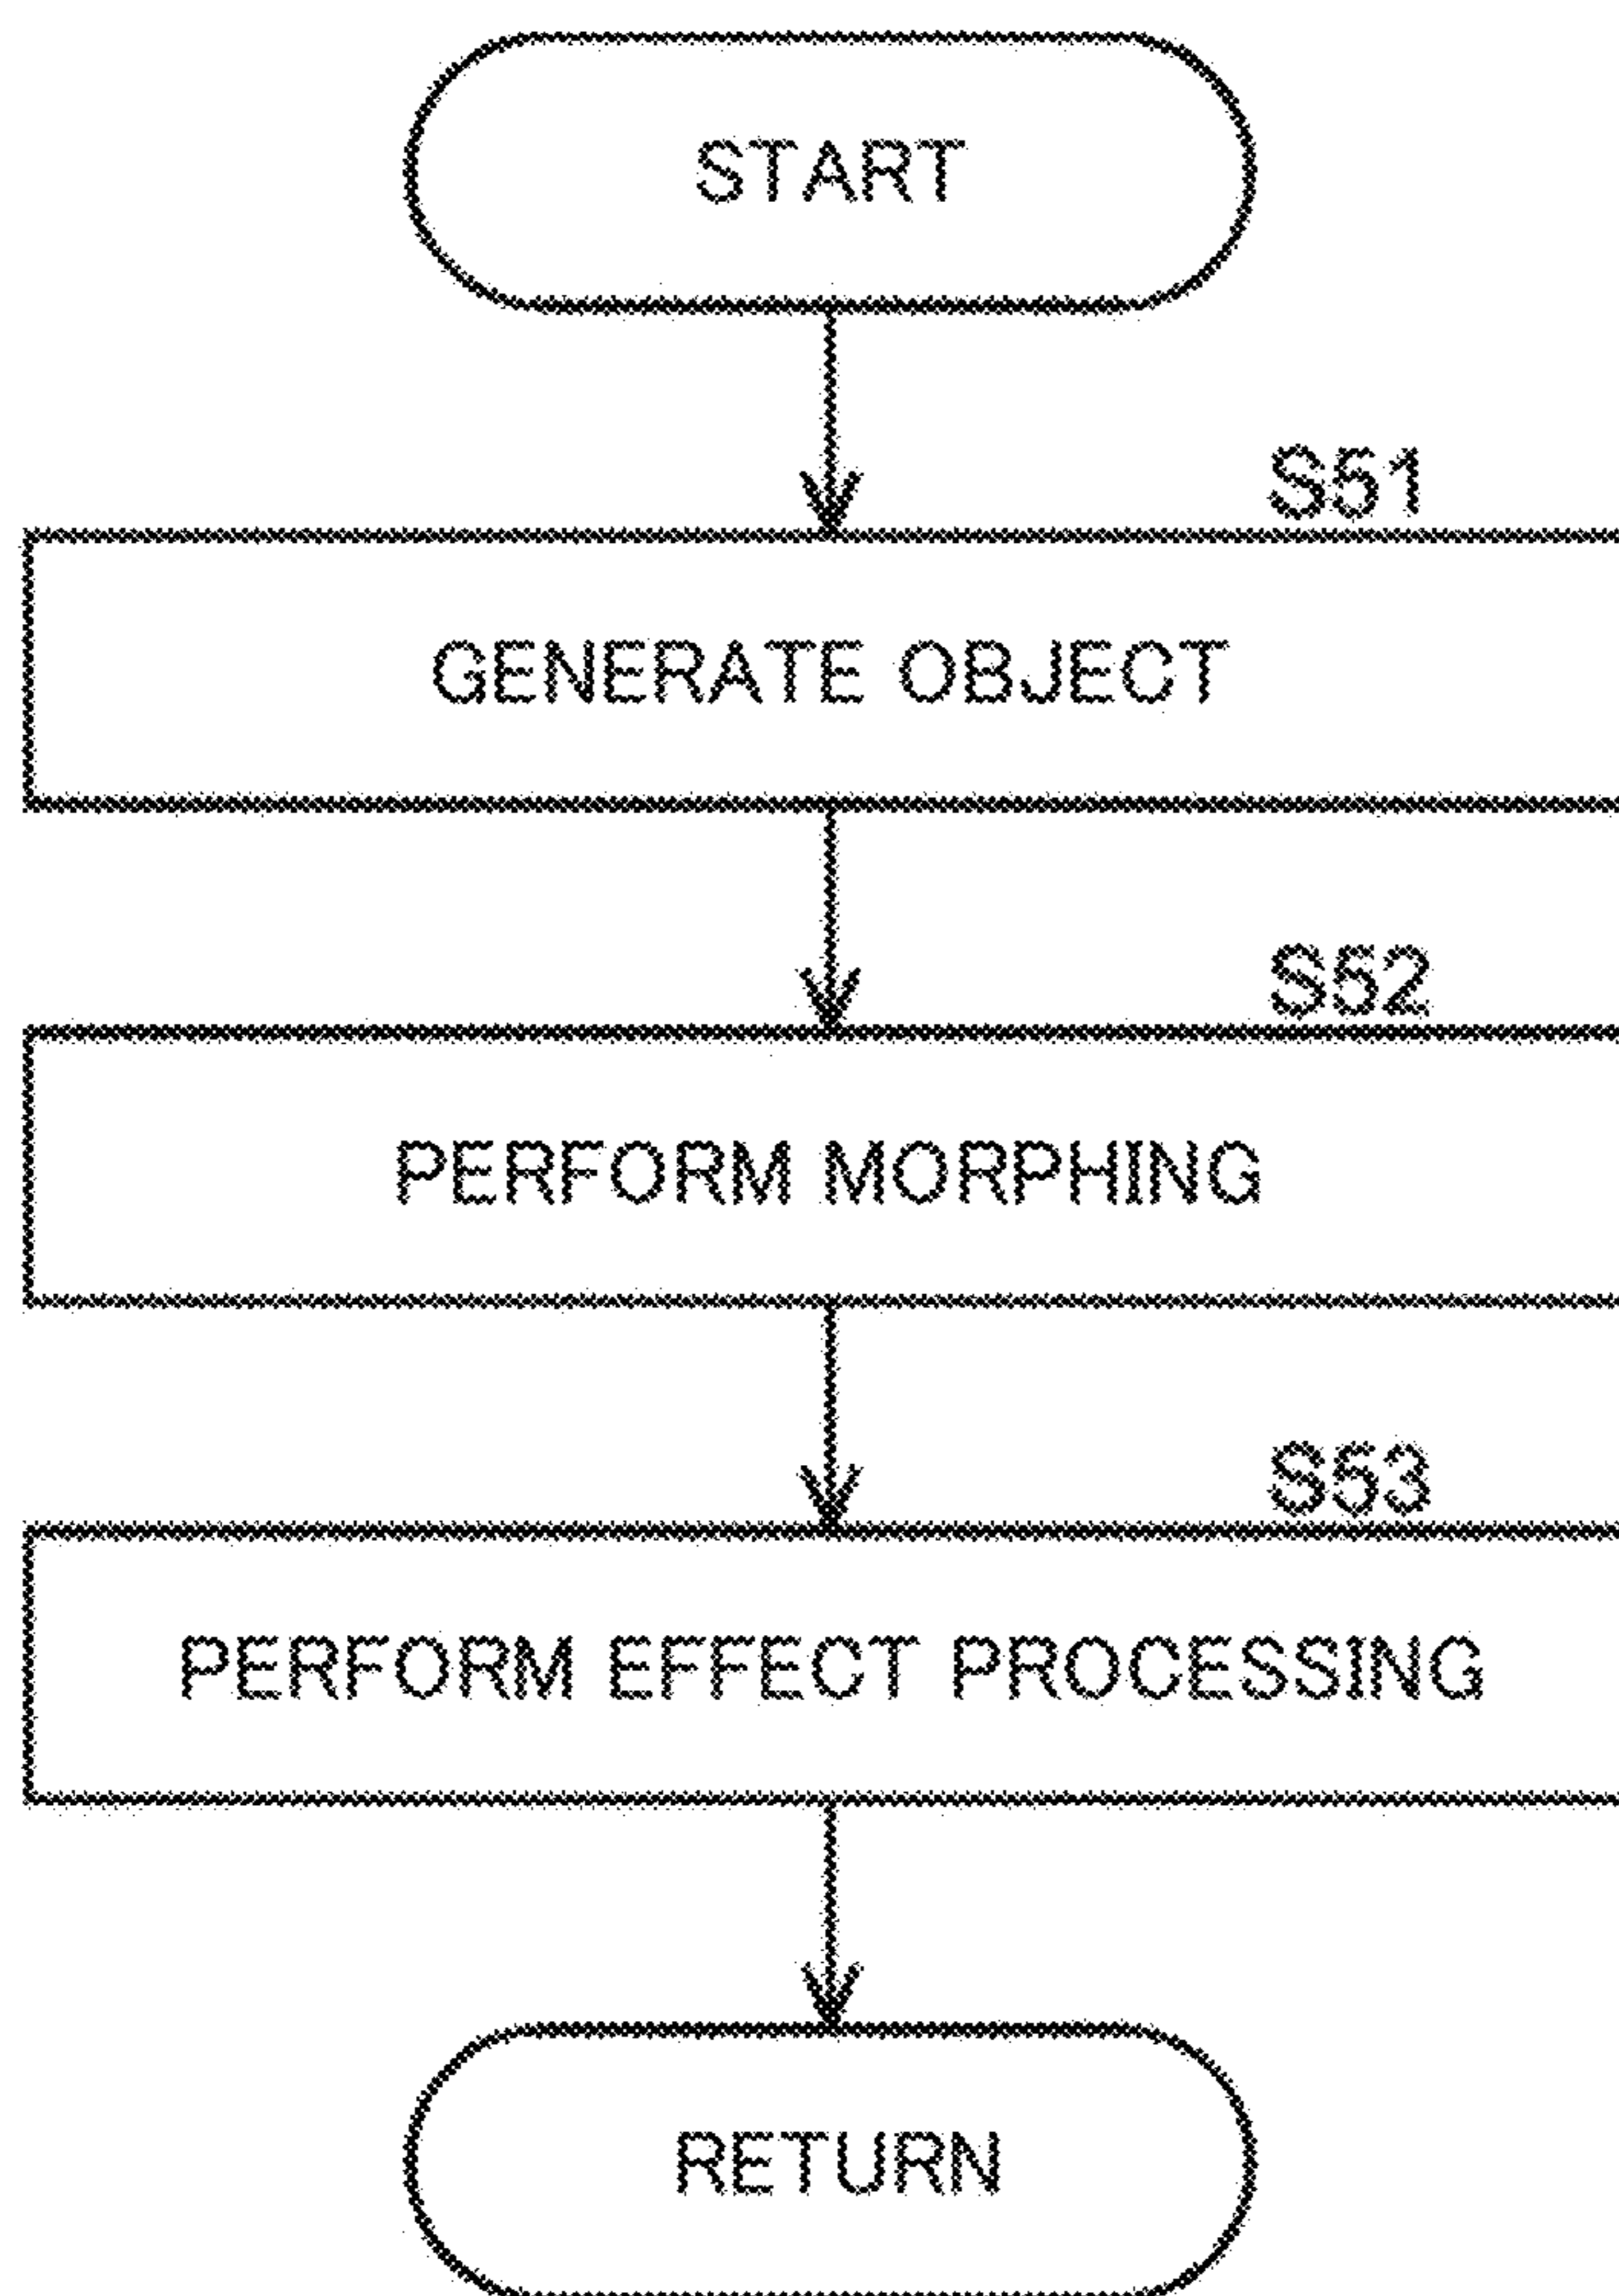 START
S51
GENERATE OBJECT
S52
PERFORM MORPHING
S53
PERFORM EFFECT PROCESSING
RETURN